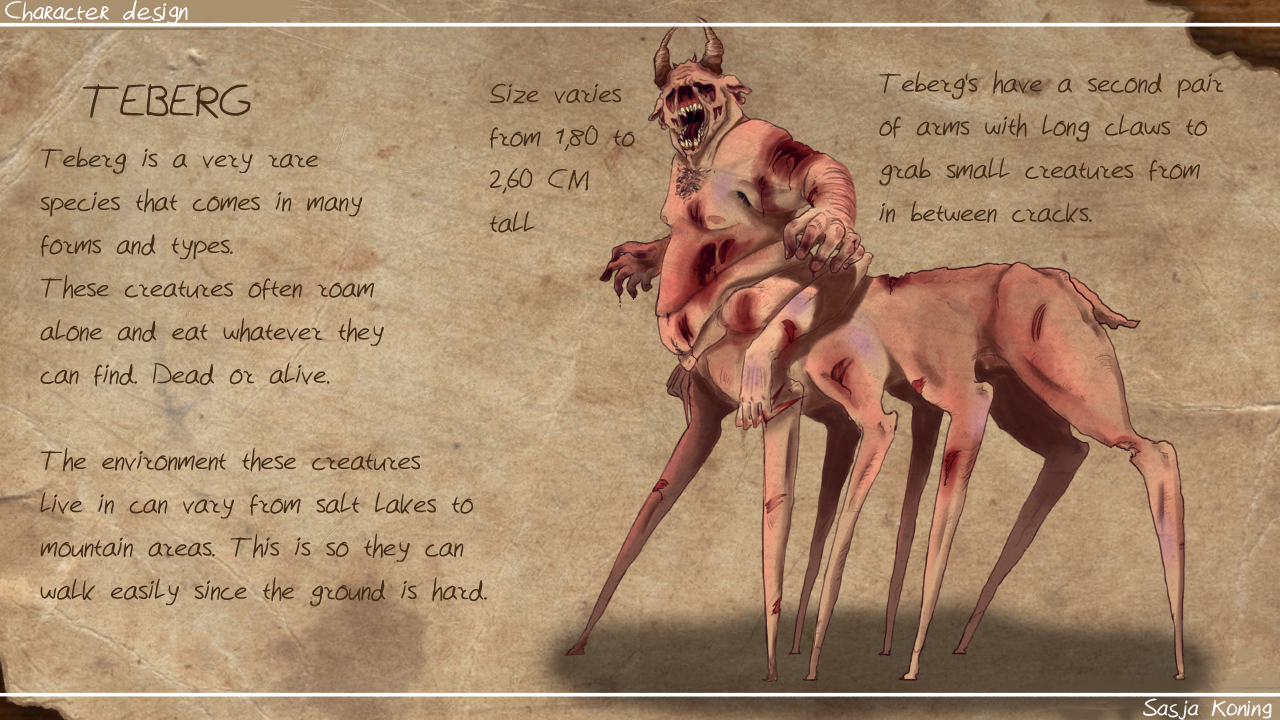 Character design
TEBERG
Teberg is a very rare
species that comes in many
forms and types.
These creatures often roam
alone and eat whatever they
can find. Dead or alive.
The environment these creatures
live in can vary from salt lakes to
mountain areas. This is so they can
walk easily since the ground is hard.
Size varies
from 1,80 to
2,60 CM
tall
Teberg's have a second pair
of arms with long claws to
grab small creatures from
in between cracks.
Sasja Koning